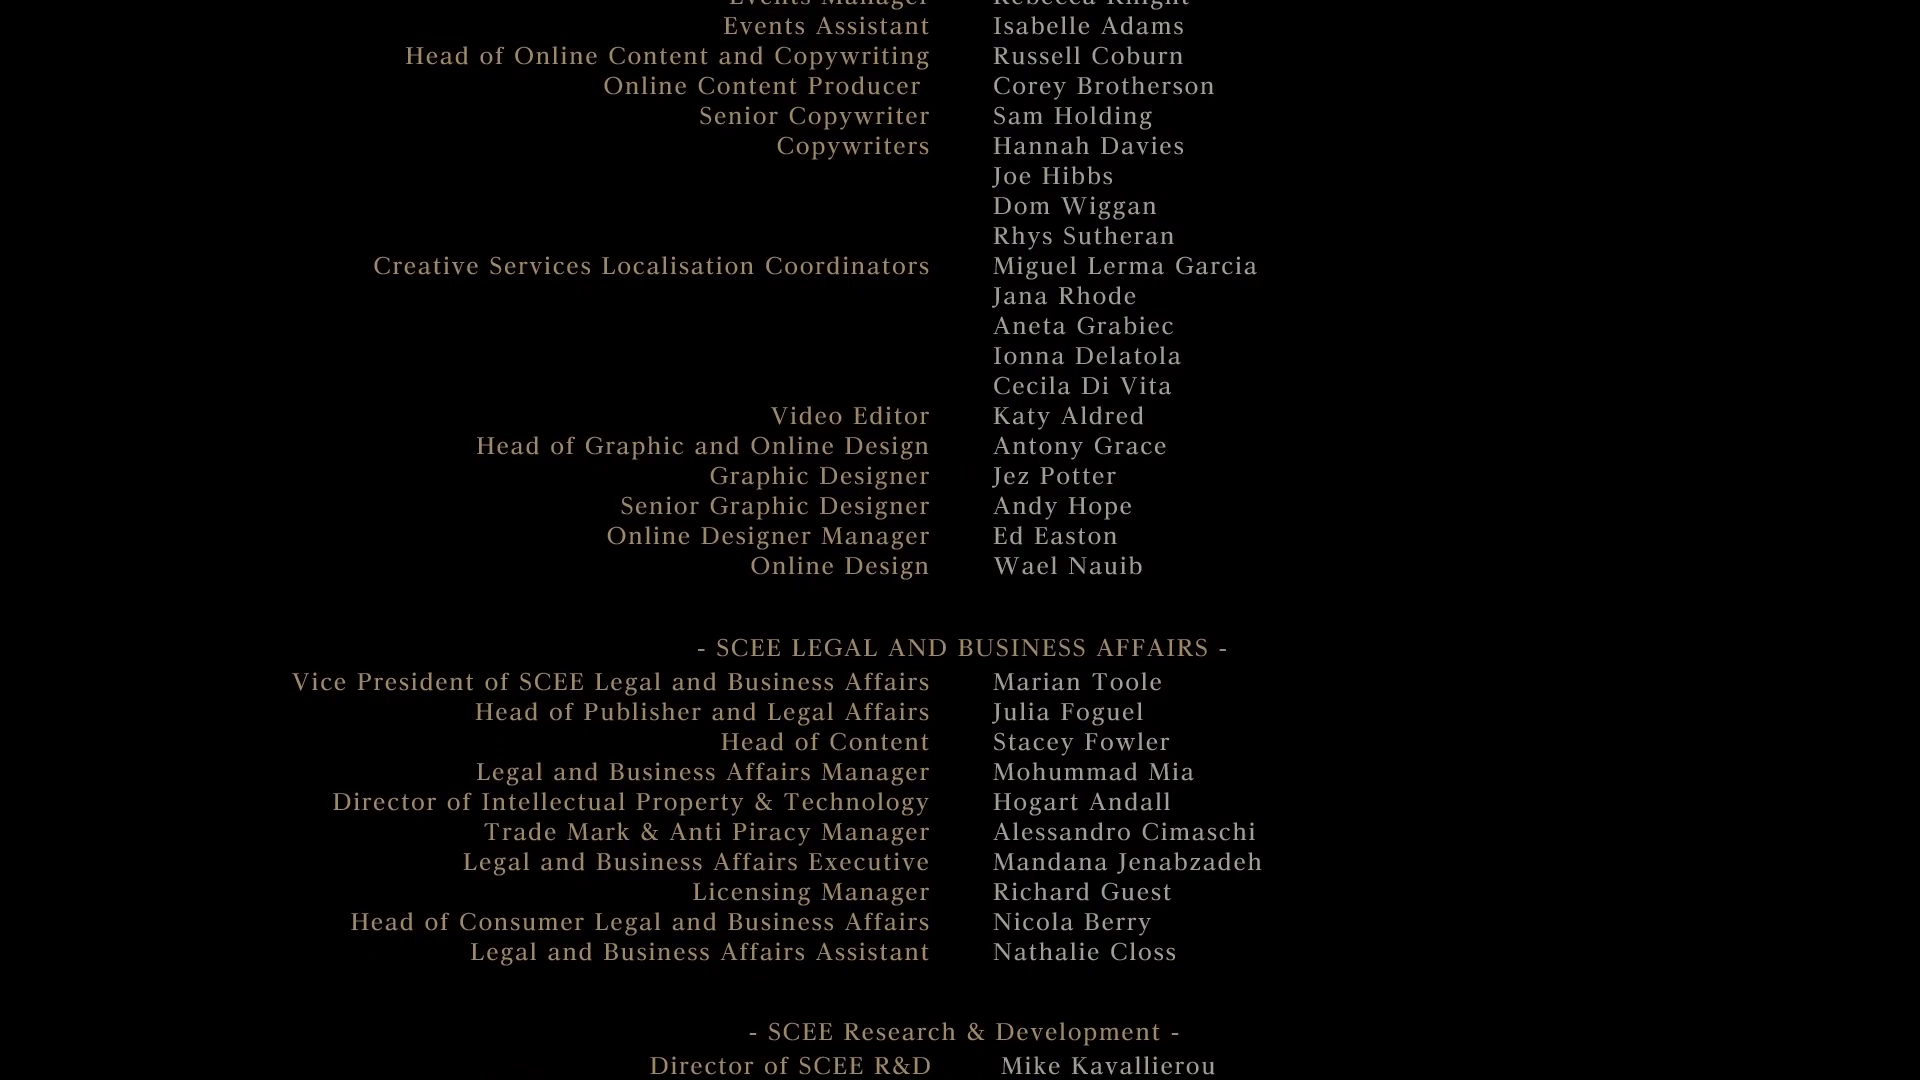 Events Manager Rebecca Knight
Events Assistant Isabelle Adams
Head of Online Content and Copywriting Russell Coburn
Online Content Producer Corey Brotherson
Senior Copywriter Sam Holding
Copywriters Hannah Davies
Joe Hibbs
Dom Wiggan
Rhys Sutheran
Creative Services Localisation Coordinators Miguel Lerma Garcia
Jana Rhode
Aneta Grabiec
Ionna Delatola
Cecila Di Vita
Video Editor Katy Aldred
Head of Graphic and Online Design Antony Grace
Graphic Designer Jez Potter
Senior Graphic Designer Andy Hope
Online Designer Manager Ed Easton
Online Design Wael Nauib
- SCEE LEGAL AND BUSINESS AFFAIRS -
Vice President of SCEE Legal and Business Affairs Marian Toole
Head of Publisher and Legal Affairs Julia Foguel
Head of Content Stacey Fowler
Legal and Business Affairs Manager Mohummad Mia
Director of Intellectual Property & Technology Hogart Andall
Trade Mark & Anti Piracy Manager Alessandro Cimaschi
Legal and Business Affairs Executive Mandana Jenabzadeh
Licensing Manager Richard Guest
Head of Consumer Legal and Business Affairs Nicola Berry
Legal and Business Affairs Assistant Nathalie Closs
- SCEE Research & Development -
Director of SCEE R&D Mike Kavallierou